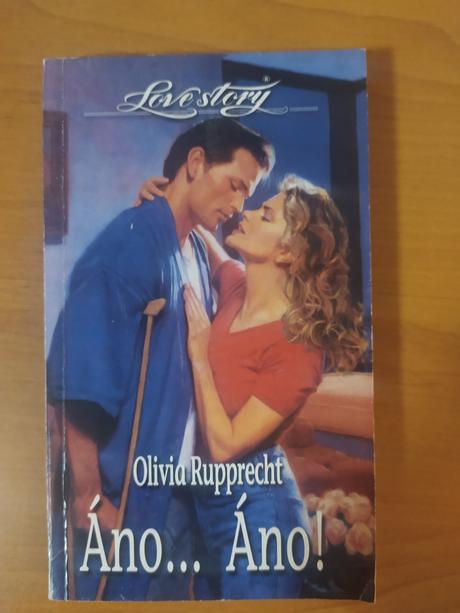 Love story®
Olivia Rupprecht
Áno... Áno!